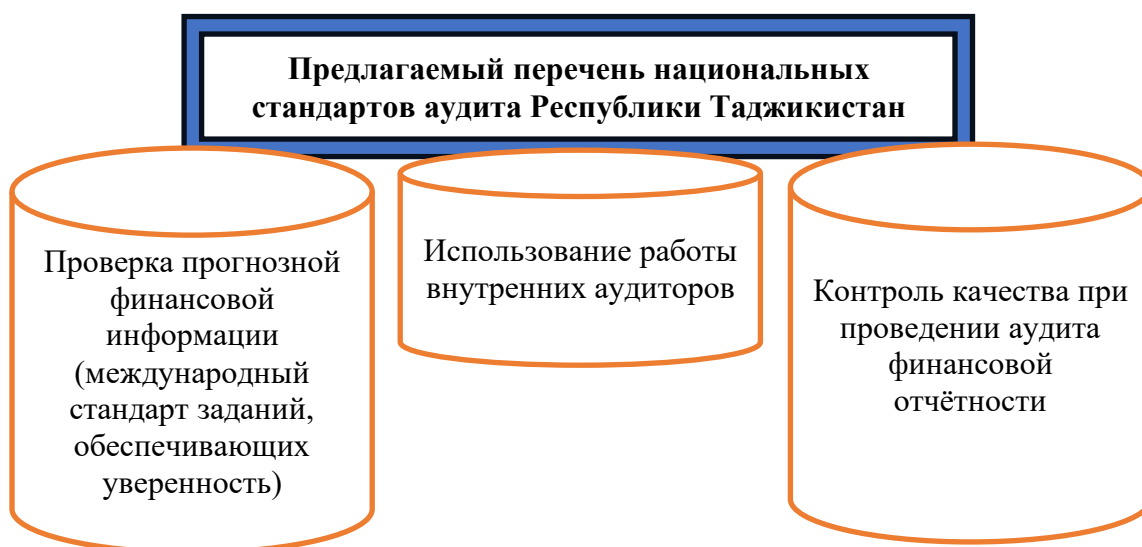 Предлагаемый перечень национальных
стандартов аудита Республики Таджикистан
Проверка прогнозной
финансовой
информации
(международный
стандарт заданий,
обеспечивающих
уверенность)
Использование работы
внутренних аудиторов
Контроль качества при
проведении аудита
финансовой
отчётности